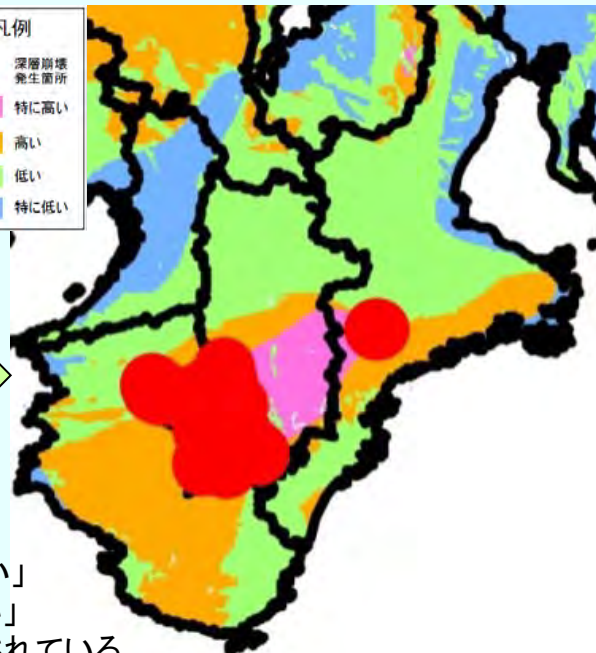 凡例
深層崩壊
発生箇所
特に高い
高い
低い
特に低い
い」
」
されている